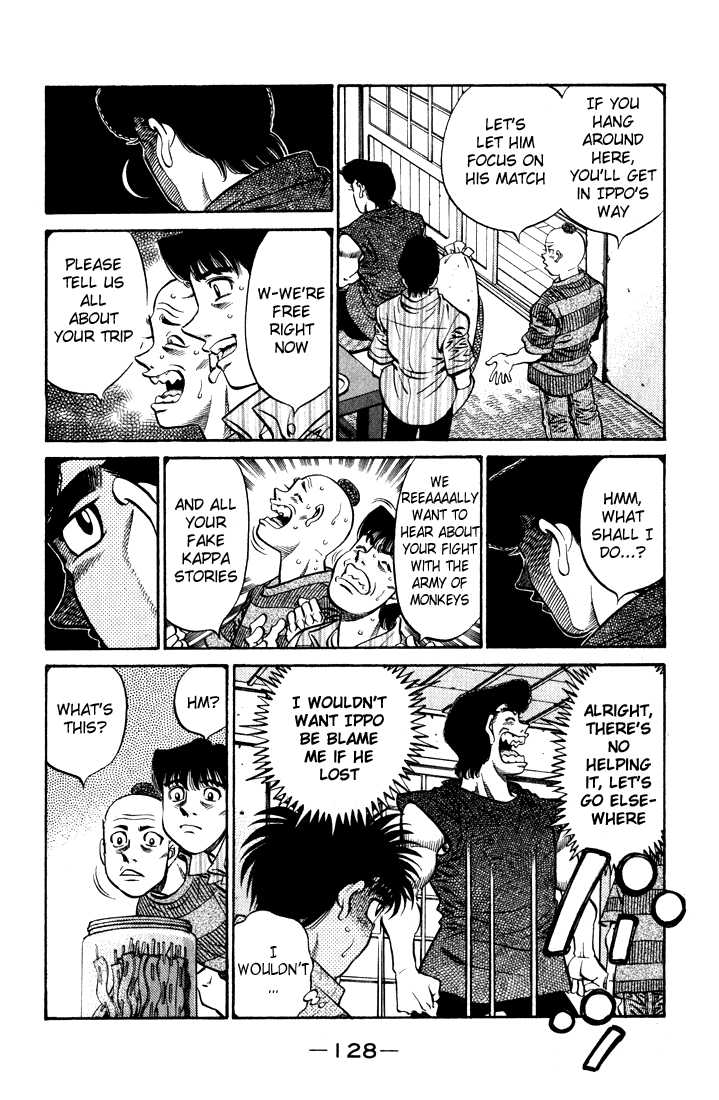 IF YOU
HANG
AROUND
HERE,
YOU'LL GET
IN IPPO'S
WAY
LET'S
LET HIM
FOCUS ON
HIS MATCH
W-WE'RE
FREE
RIGHT
NOW
PLEASE
TELL US
ALL
ABOUT
YOUR TRIP
HMM,
WHAT
SHALL I
DO...?
WE
REEAAAALLY
WANT TO
HEAR ABOUT
YOUR FIGHT
WITH THE
ARMY OF
MONKEYS
AND ALL
YOUR
FAKE
KAPPA
STORIES
ALRIGHT,
THERE'S
NO
HELPING
IT, LET'S
GO ELSE-
WHERE
I WOULDN'T
WANT IPPO
BE BLAME
ME IF HE
LOST
I
WOULDN'T
...
HM?
WHAT'S
THIS?
—128—